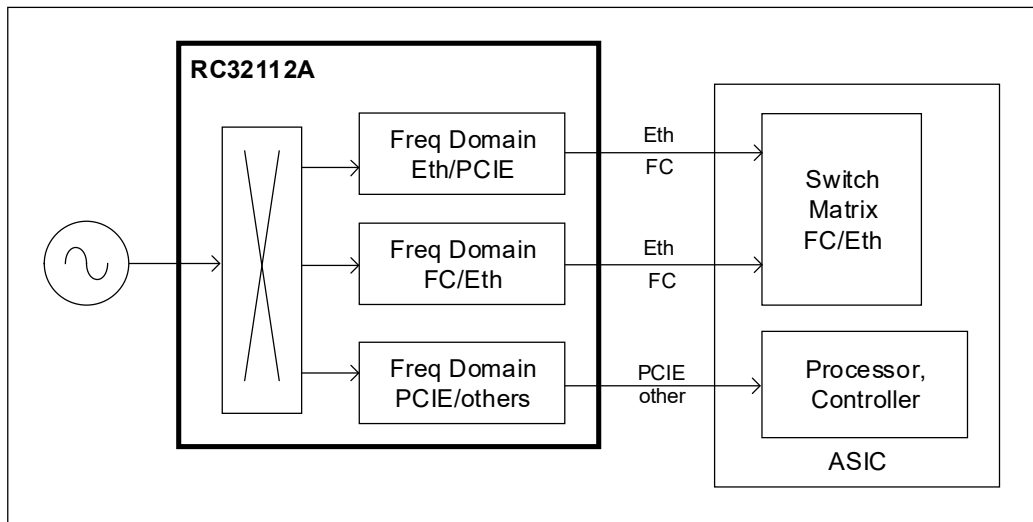 RC32112A
Freq Domain
Eth/PCIE
Eth
FC
Switch
Matrix
FC/Eth
Freq Domain
FC/Eth
Eth
FC
Freq Domain
PCIE/others
PCIE
other
Processor,
Controller
ASIC